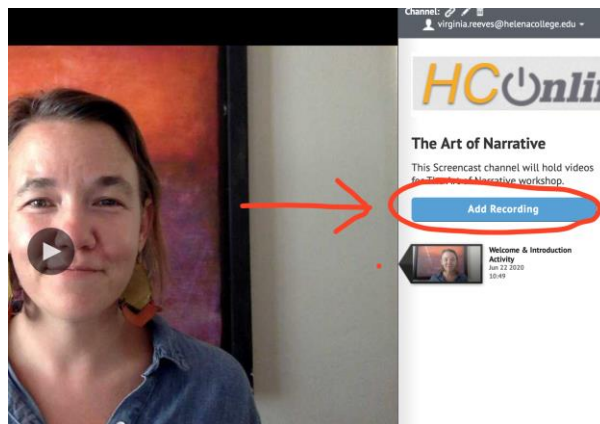 Channel:
virginia.reeves@helenacollege.edu
HCOnli
The Art of Narrative
This Screencast channel will hold videos
for The Art of Narrative workshop.
Add Recording
Welcome & Introduction
Activity
Jun 22 2020
10:49